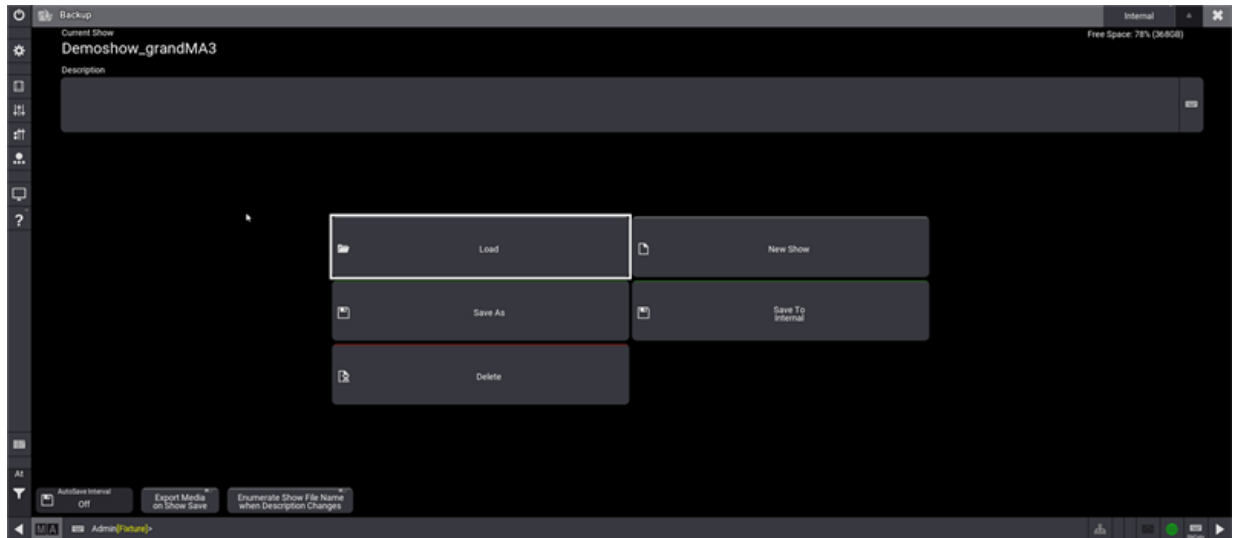 Backup
Internal
Current Show
Demoshow_grandMA3
Free Space: 78% (368GB)
Description
?
Load
New Show
Save As
Save To
Internal
Delete
At
AutoSave Interval
Off
Export Media
on Show Save
Enumerate Show File Name
when Description Changes
MA
Admin[Fixture]>